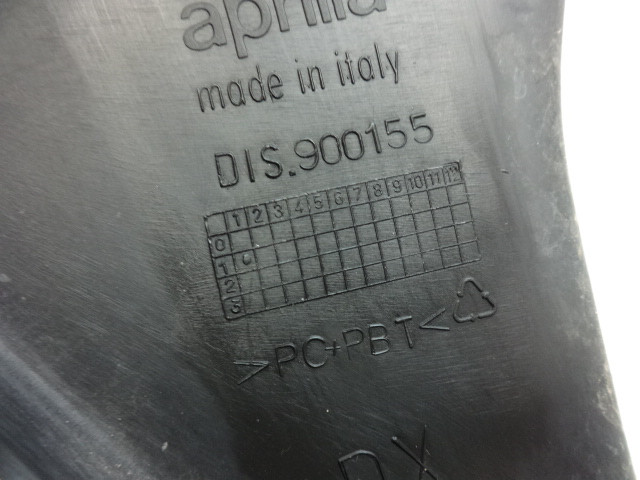 aprilia
made in italy
DIS.900155
1 2 3 4 5 6 7 8 9 10 11 12
0
1
2
3
>PC+PBT<
DX